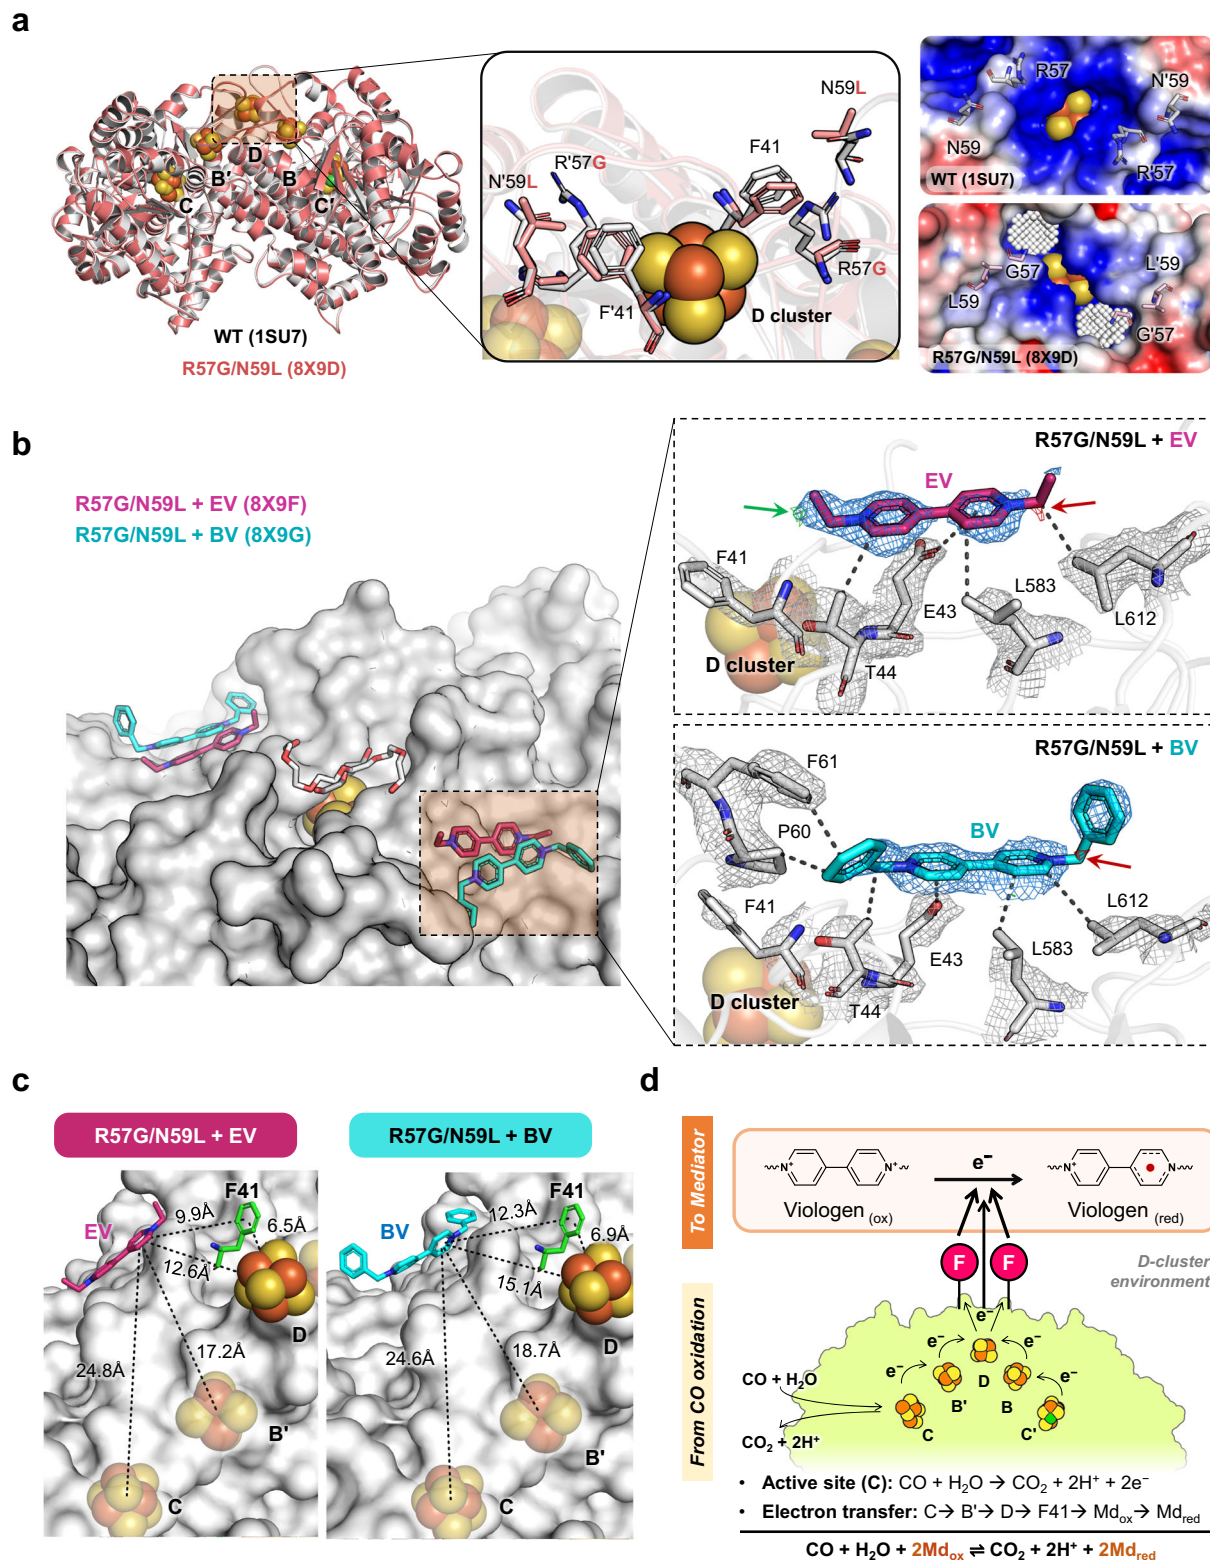 a
D
B'
B
C
C'
WT (1SU7)
R57G/N59L (8X9D)
N59L
F41
R'57G
N'59L
R57G
F'41
D cluster
R57
N'59
N59
R'57
WT (1SU7)
G57
L'59
L59
G'57
R57G/N59L (8X9D)
b
R57G/N59L + EV (8X9F)
R57G/N59L + BV (8X9G)
R57G/N59L + EV
EV
F41
E43
L583
L612
T44
D cluster
R57G/N59L + BV
F61
P60
BV
F41
L612
E43
L583
T44
D cluster
c
R57G/N59L + EV
F41
9.9Å
EV
6.5Å
12.6Å
D
17.2Å
24.8Å
B'
C
R57G/N59L + BV
F41
12.3Å
BV
6.9Å
15.1Å
D
18.7Å
24.6Å
B'
C
d
To Mediator
e⁻
Viologen (ox)
Viologen (red)
F
F
D-cluster
environment
From CO oxidation
e⁻
e⁻
e⁻
e⁻
e⁻
CO + H₂O
D
B'
B
C
C'
CO₂ + 2H⁺
• Active site (C): CO + H₂O → CO₂ + 2H⁺ + 2e⁻
• Electron transfer: C→ B'→ D→ F41→ Mdox→ Mdred
CO + H₂O + 2Mdox ⇌ CO₂ + 2H⁺ + 2Mdred